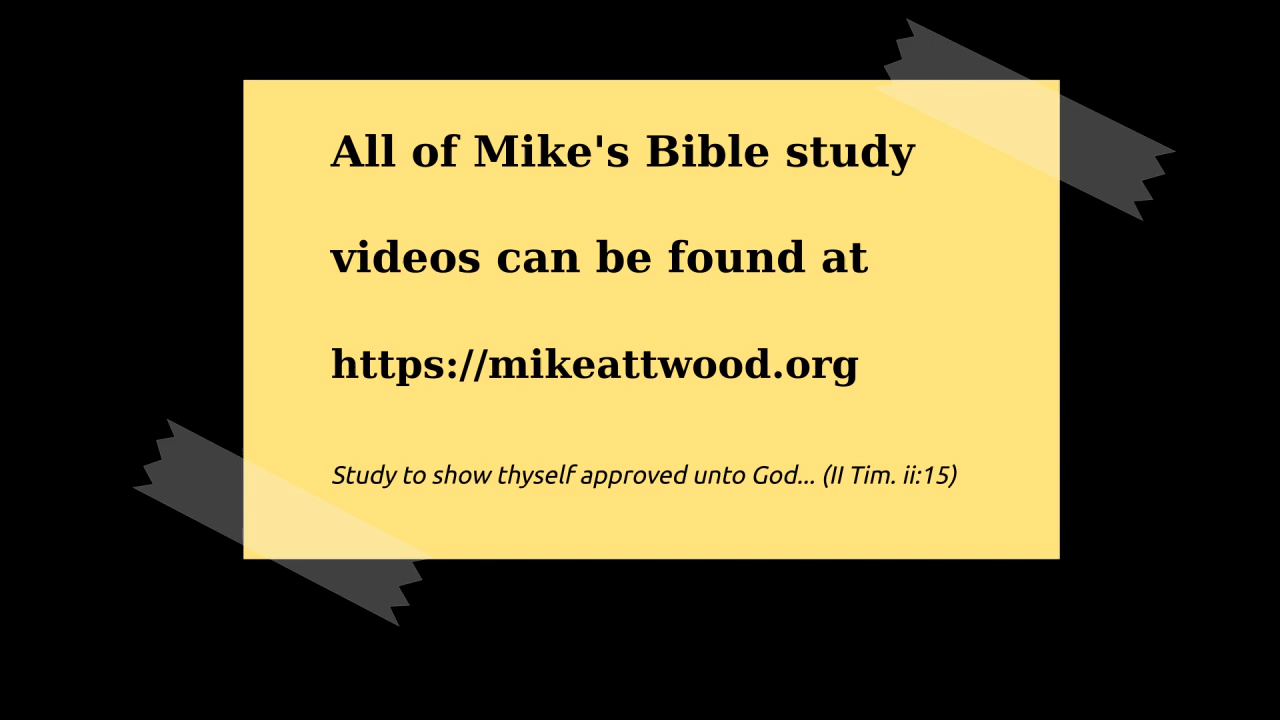 All of Mike's Bible study
videos can be found at
https://mikeattwood.org
Study to show thyself approved unto God... (II Tim. ii:15)